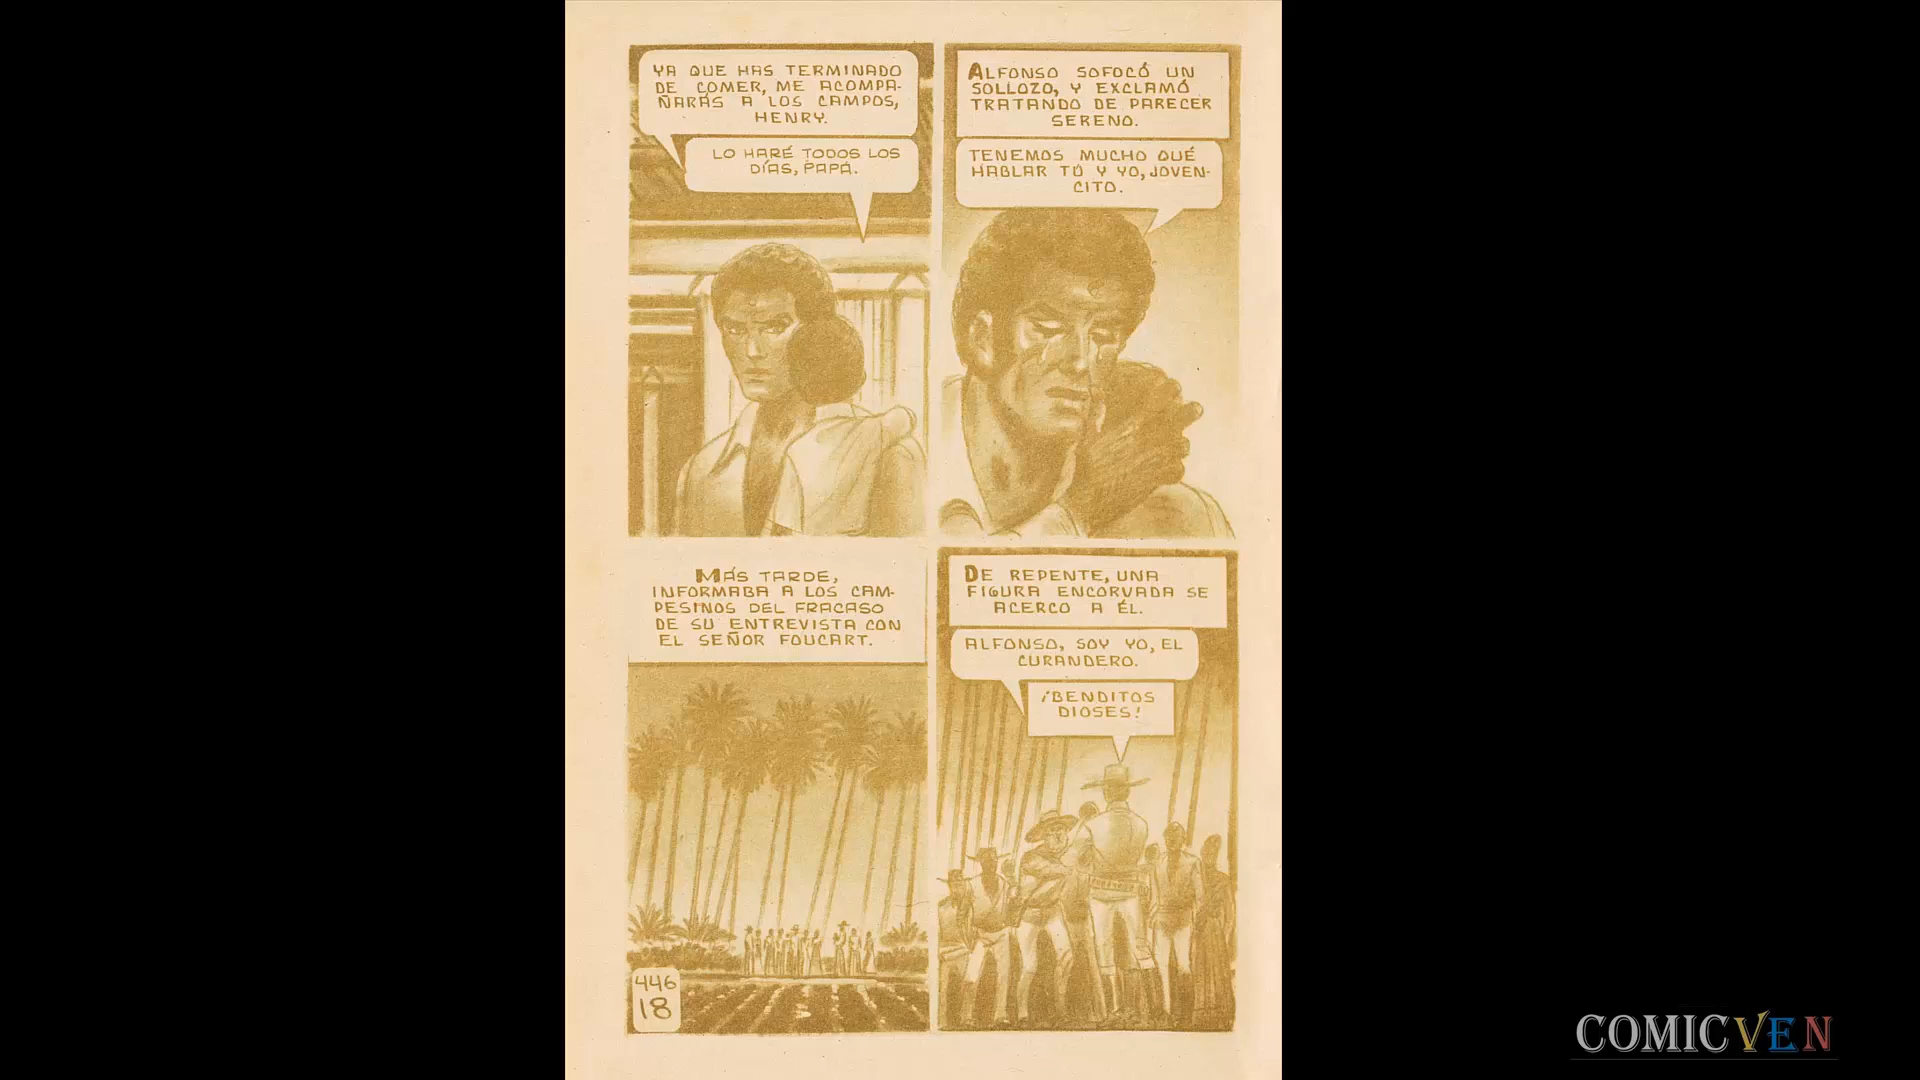 YA QUE HAS TERMINADO
DE COMER, ME ACOMPA-
ÑARÁS A LOS CAMPOS,
HENRY.
LO HARÉ TODOS LOS
DÍAS, PAPÁ.
ALFONSO SOFOCÓ UN
SOLLOZO, Y EXCLAMÓ
TRATANDO DE PARECER
SERENO.
TENEMOS MUCHO QUÉ
HABLAR TÚ Y YO, JOVEN-
CITO.
MÁS TARDE,
INFORMABA A LOS CAM-
PESINOS DEL FRACASO
DE SU ENTREVISTA CON
EL SEÑOR FOUCART.
446
18
DE REPENTE, UNA
FIGURA ENCORVADA SE
ACERCO A ÉL.
ALFONSO, SOY YO, EL
CURANDERO.
¡BENDITOS
DIOSES!
COMICVEN